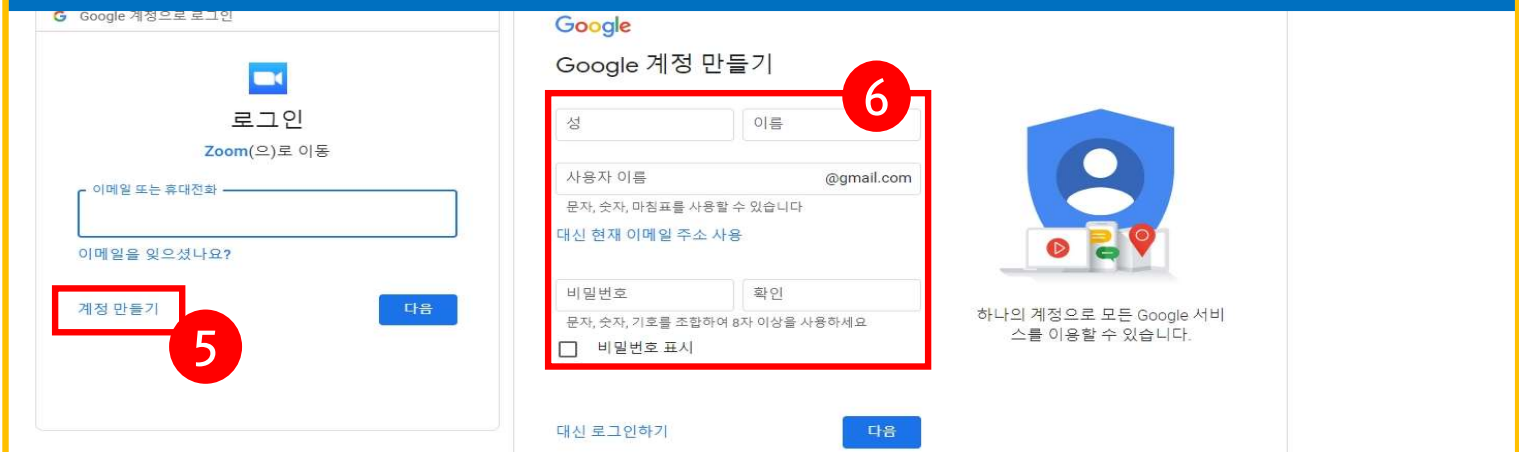 G Google 계정으로 로그인
로그인
Zoom(으)로 이동
이메일 또는 휴대전화
이메일을 잊으셨나요?
계정 만들기
다음
5
Google
Google 계정 만들기
6
성 이름
사용자 이름 @gmail.com
문자, 숫자, 마침표를 사용할 수 있습니다
대신 현재 이메일 주소 사용
비밀번호 확인
문자, 숫자, 기호를 조합하여 8자 이상을 사용하세요
비밀번호 표시
대신 로그인하기
다음
하나의 계정으로 모든 Google 서비
스를 이용할 수 있습니다.